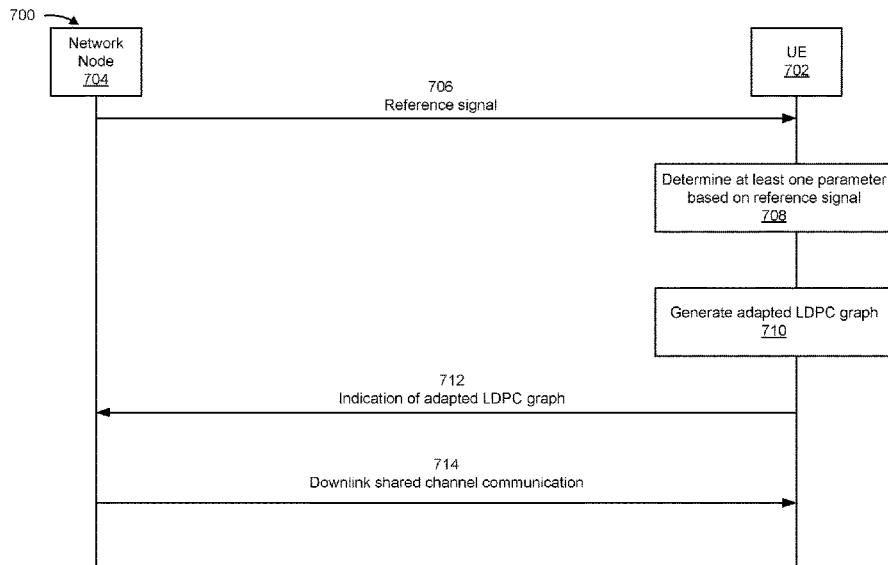 700
Network
Node
704
UE
702
706
Reference signal
Determine at least one parameter
based on reference signal
708
Generate adapted LDPC graph
710
712
Indication of adapted LDPC graph
714
Downlink shared channel communication